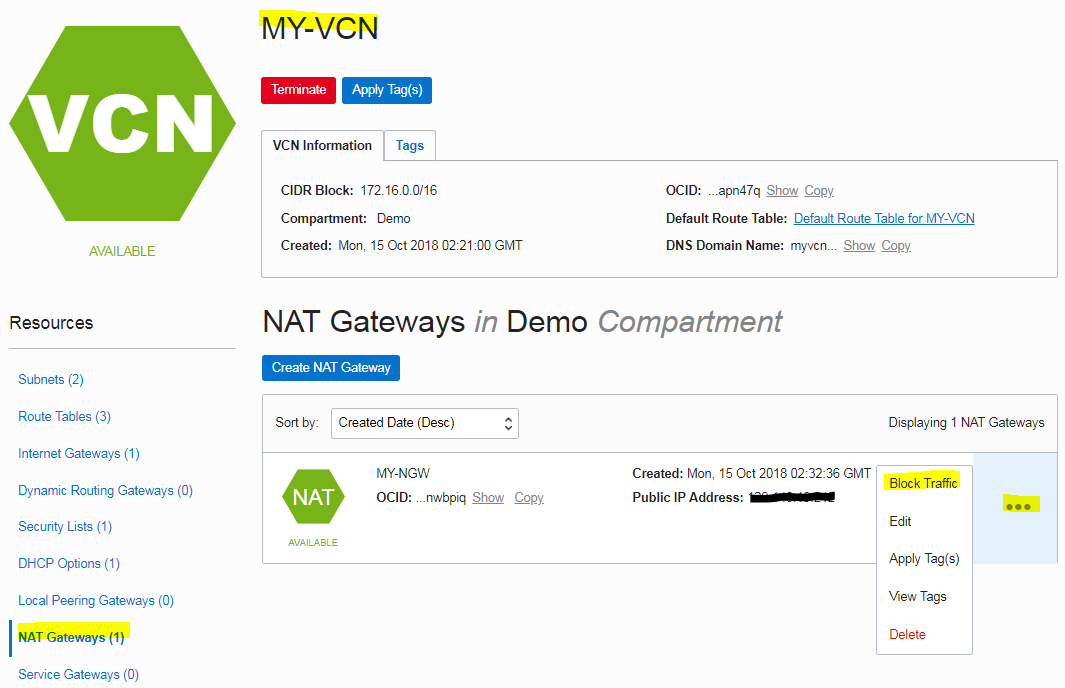 MY-VCN
VCN
Terminate Apply Tag(s)
VCN Information Tags
CIDR Block: 172.16.0.0/16
Compartment: Demo
Created: Mon, 15 Oct 2018 02:21:00 GMT
OCID: ...apn47q Show Copy
Default Route Table: Default Route Table for MY-VCN
DNS Domain Name: myvcn... Show Copy
AVAILABLE
Resources
Subnets (2)
Route Tables (3)
Internet Gateways (1)
Dynamic Routing Gateways (0)
Security Lists (1)
DHCP Options (1)
Local Peering Gateways (0)
NAT Gateways (1)
Service Gateways (0)
NAT Gateways in Demo Compartment
Create NAT Gateway
Sort by: Created Date (Desc) Displaying 1 NAT Gateways
NAT
AVAILABLE
MY-NGW
OCID: ...nwbpiq Show Copy
Created: Mon, 15 Oct 2018 02:32:36 GMT
Public IP Address:
Block Traffic
Edit
Apply Tag(s)
View Tags
Delete